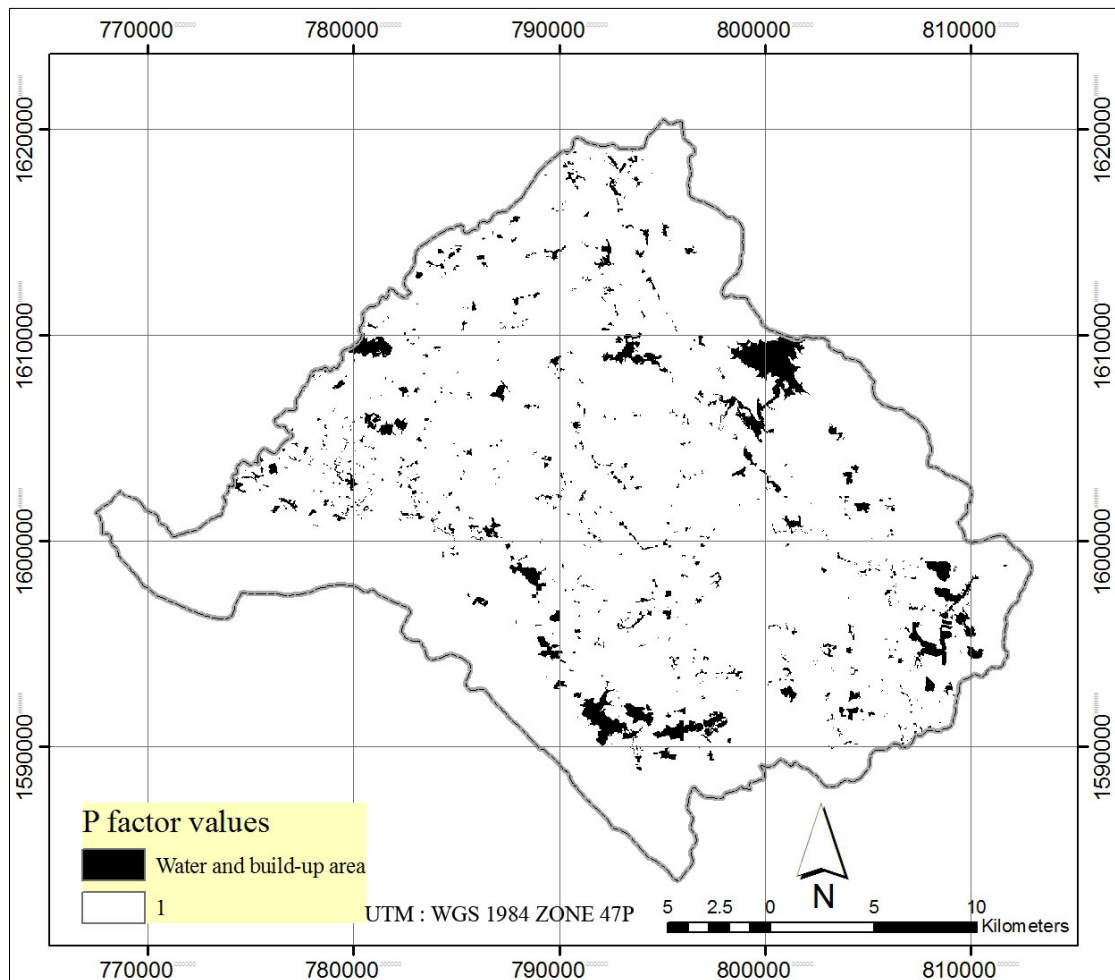 770000 780000 790000 800000 810000
1620000 1620000
1610000 1610000
1600000 1600000
1590000 1590000
P factor values
Water and build-up area
1
UTM : WGS 1984 ZONE 47P
N
5 2.5 0 5 10
Kilometers
770000 780000 790000 800000 810000